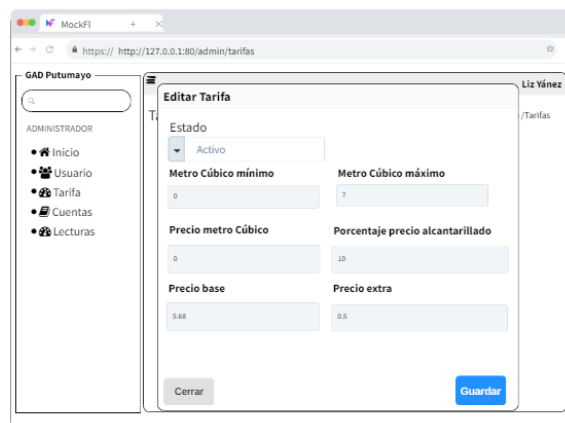 MockFl
https:// http://127.0.0.1:80/admin/tarifas
GAD Putumayo
Liz Yánez
ADMINISTRADOR
Inicio
Usuario
Tarifa
Cuentas
Lecturas
/Tarifas
Editar Tarifa
Estado
Activo
Metro Cúbico mínimo Metro Cúbico máximo
0 7
Precio metro Cúbico Porcentaje precio alcantarillado
0 10
Precio base Precio extra
5.68 0.5
Cerrar Guardar